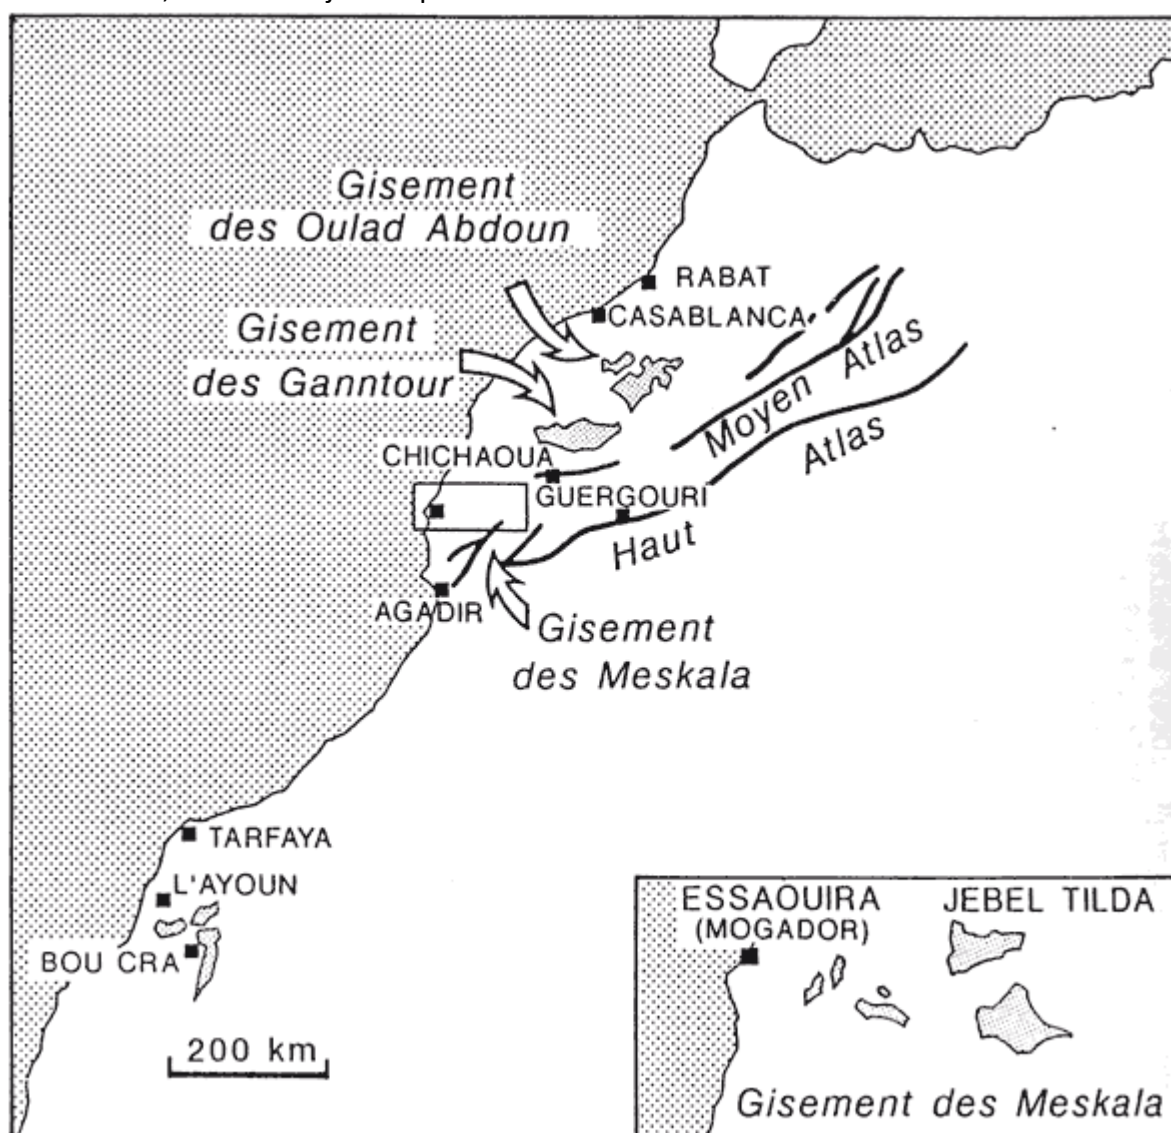 Gisement
des Oulad Abdoun
RABAT
CASABLANCA
Gisement
des Ganntour
Moyen Atlas
Atlas
CHICHAOUA
GUERGOURI
Haut
AGADIR
Gisement
des Meskala
TARFAYA
L'AYOUN
BOU CRA
200 km
ESSAOUIRA
(MOGADOR)
JEBEL TILDA
Gisement des Meskala